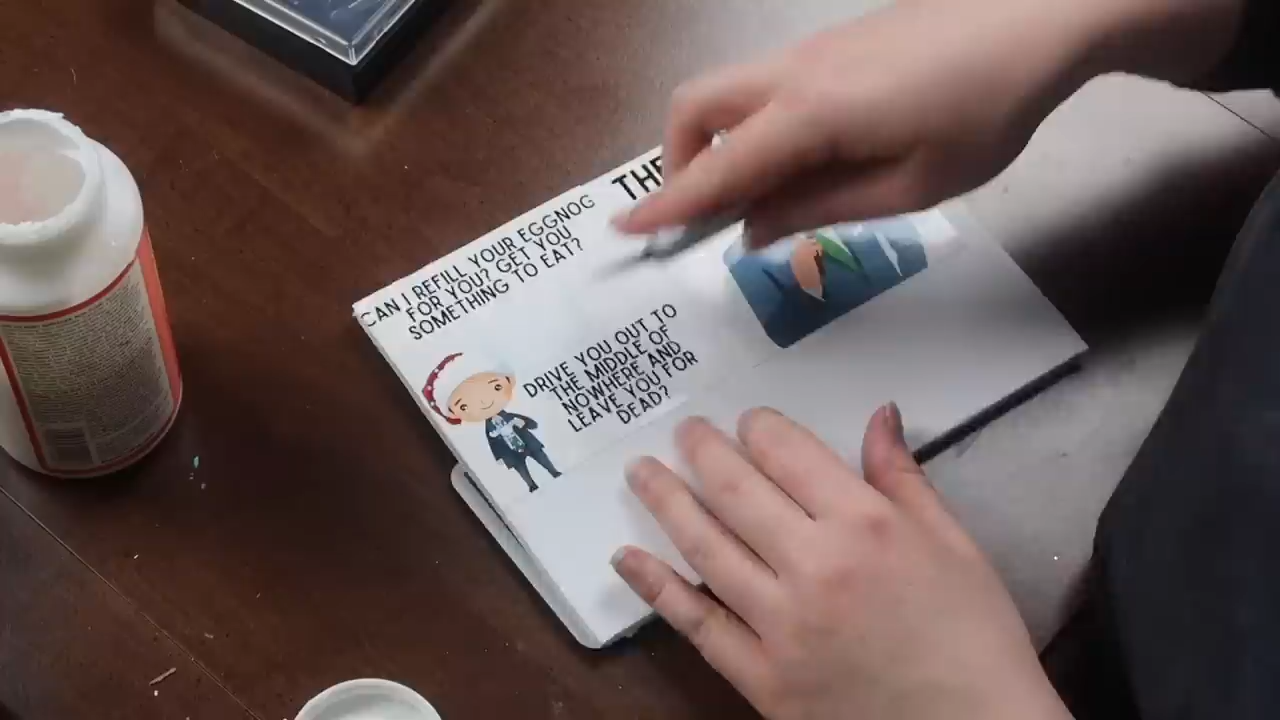 THE
CAN I REFILL YOUR EGGNOG
FOR YOU? GET YOU
SOMETHING TO EAT?
DRIVE YOU OUT TO
THE MIDDLE OF
NOWHERE AND
LEAVE YOU FOR
DEAD?